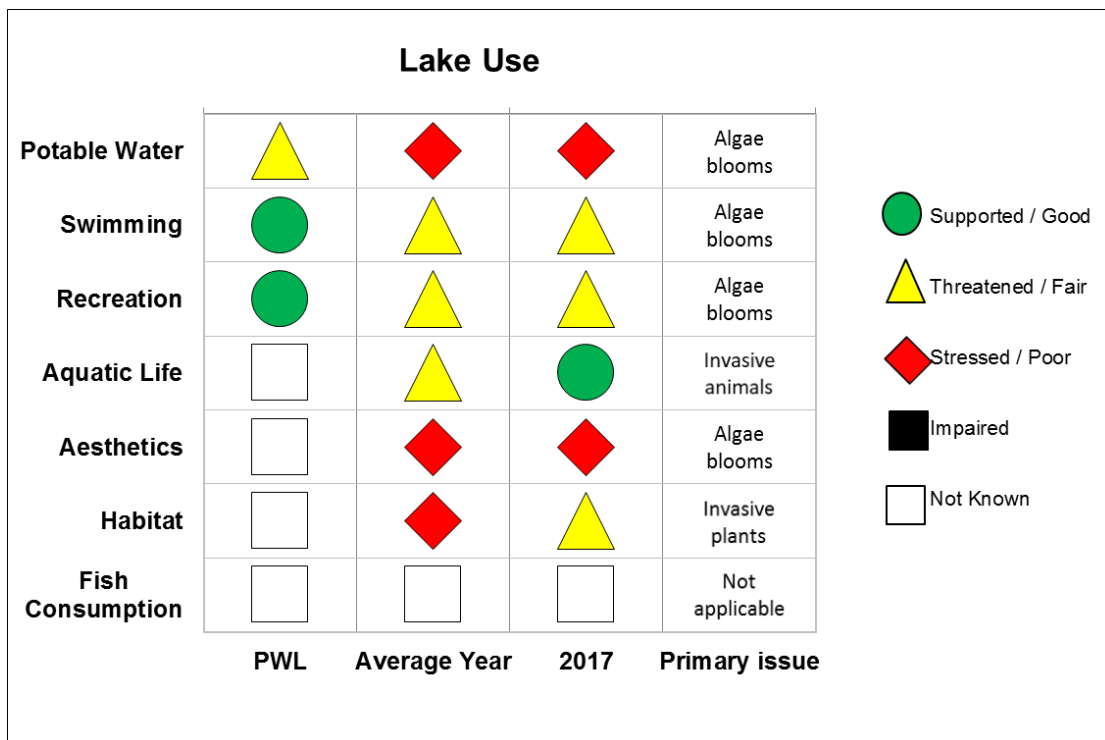 Lake Use
Potable Water
Algae
blooms
Swimming
Algae
blooms
Recreation
Algae
blooms
Aquatic Life
Invasive
animals
Aesthetics
Algae
blooms
Habitat
Invasive
plants
Fish
Consumption
Not
applicable
PWL
Average Year
2017
Primary issue
Supported / Good
Threatened / Fair
Stressed / Poor
Impaired
Not Known